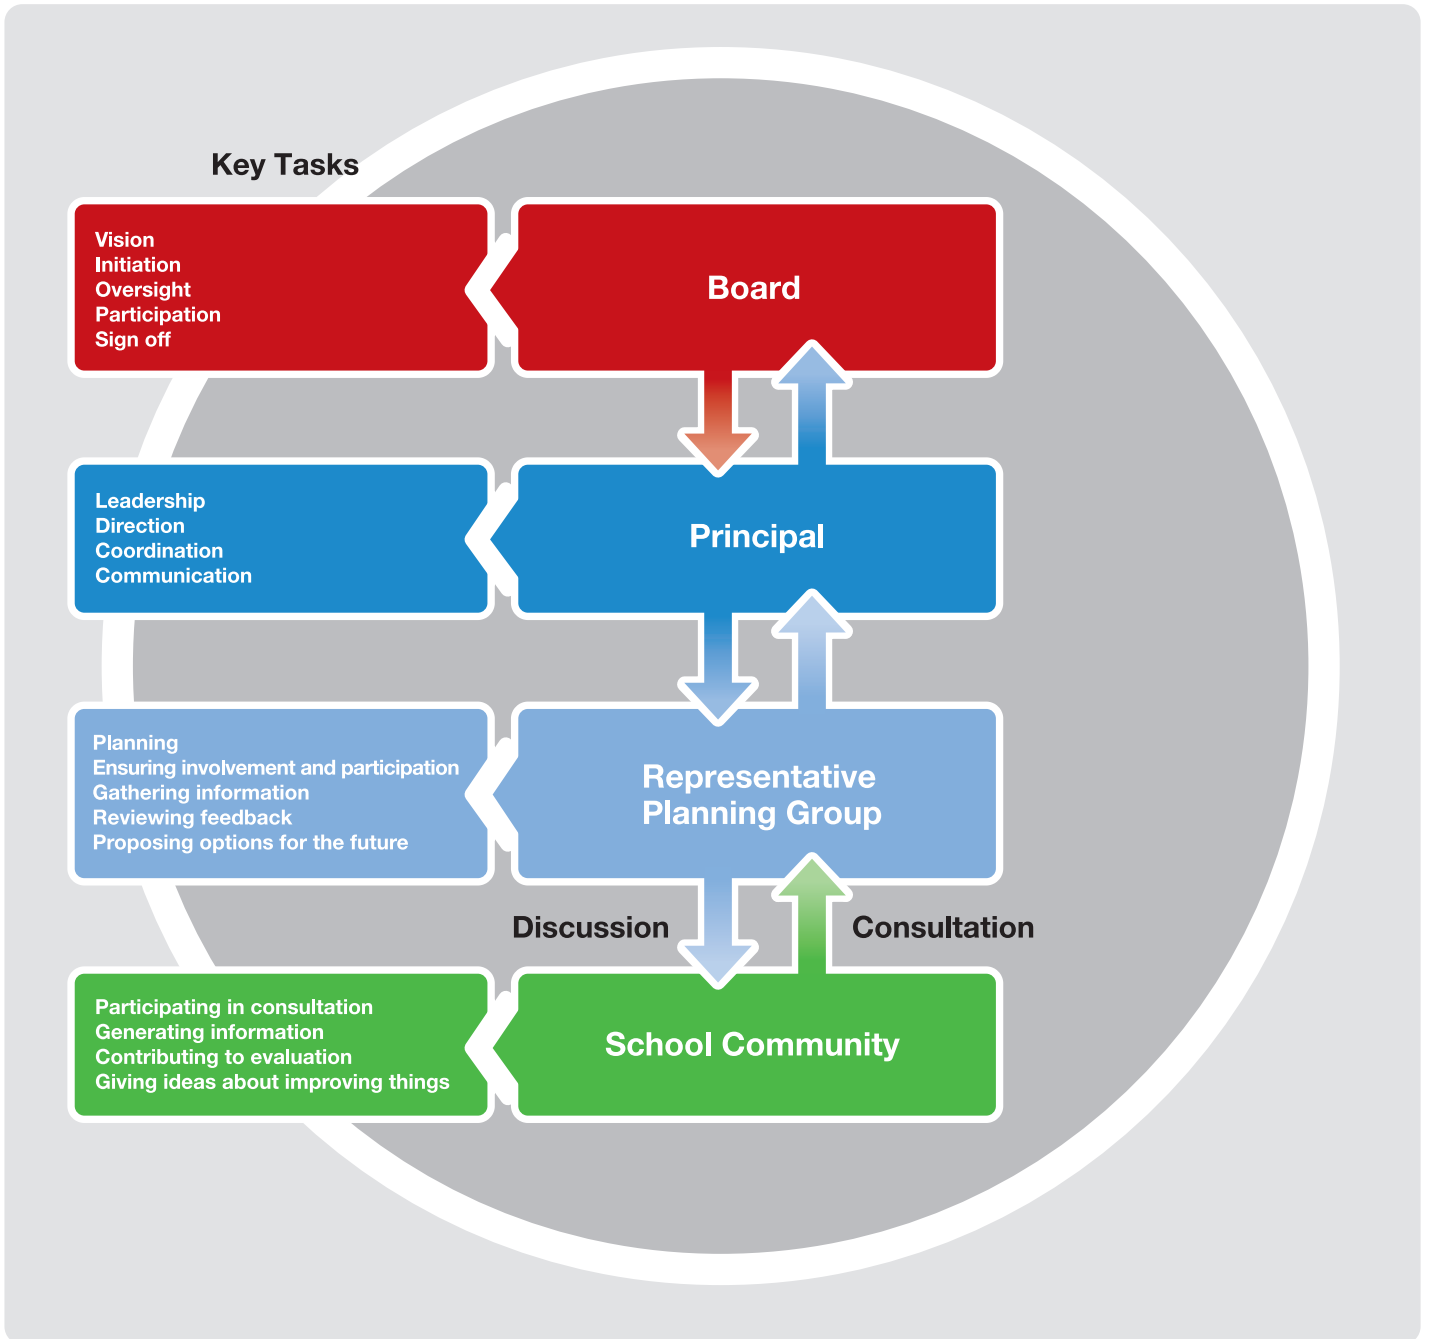 Key Tasks
Vision
Initiation
Oversight
Participation
Sign off
Board
Leadership
Direction
Coordination
Communication
Principal
Planning
Ensuring involvement and participation
Gathering information
Reviewing feedback
Proposing options for the future
Representative
Planning Group
Discussion
Consultation
Participating in consultation
Generating information
Contributing to evaluation
Giving ideas about improving things
School Community